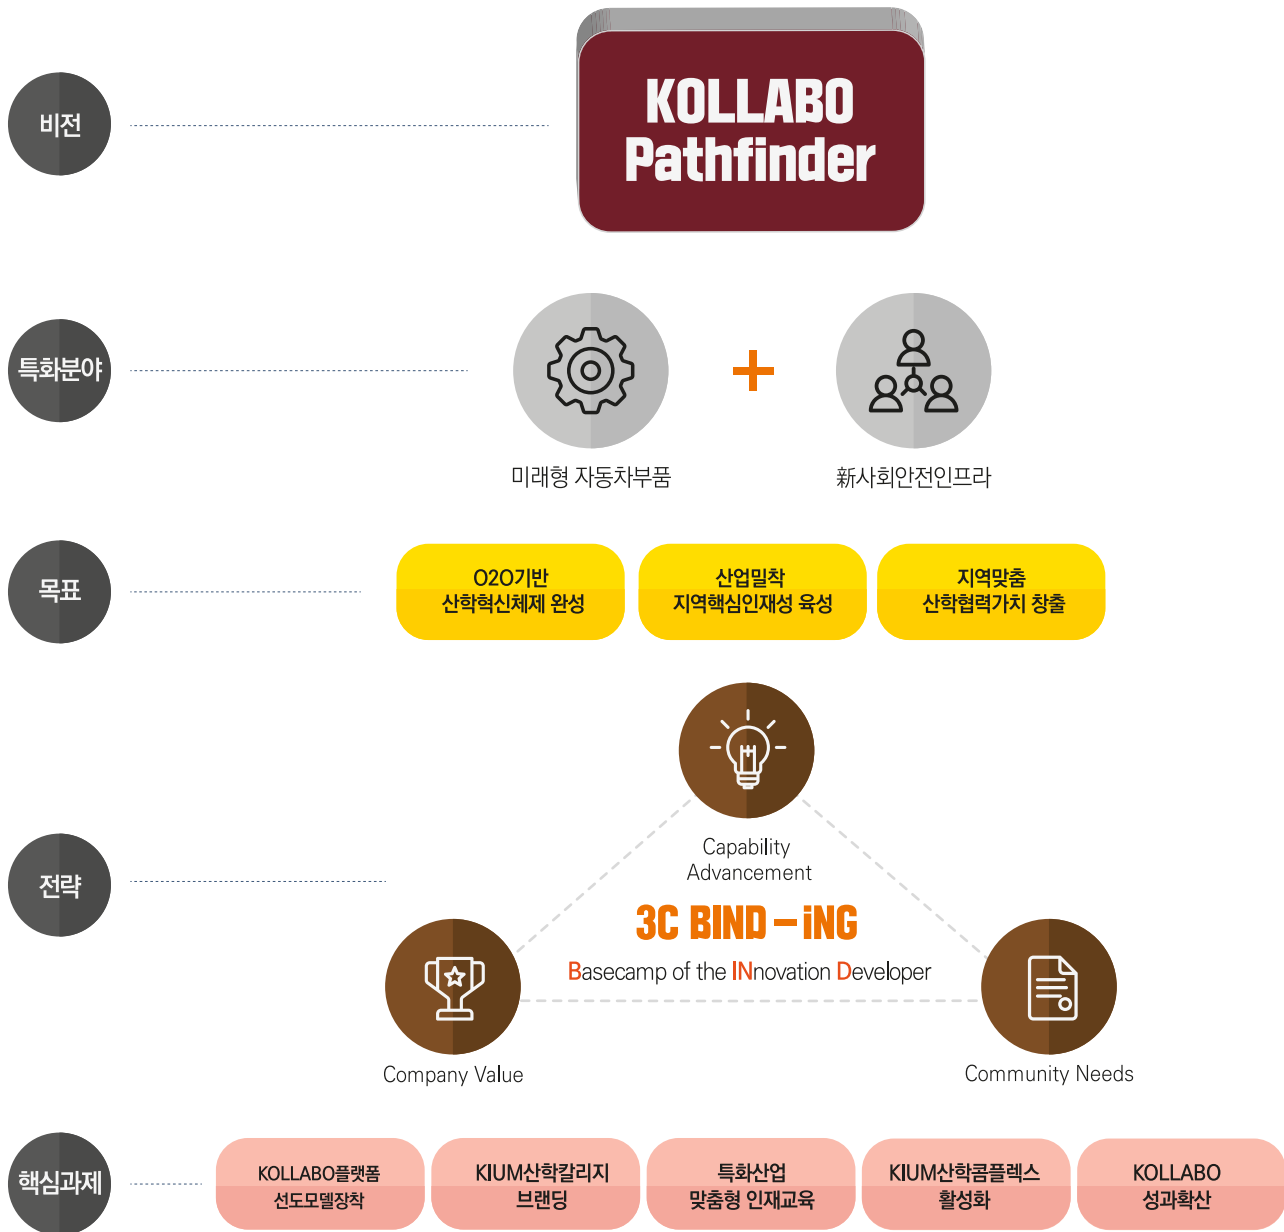 비전
KOLLABO
Pathfinder
특화분야
미래형 자동차부품
新사회안전인프라
목표
O2O기반
산학혁신체제 완성
산업밀착
지역핵심인재성 육성
지역맞춤
산학협력가치 창출
전략
Capability
Advancement
3C BIND – iNG
Basecamp of the INnovation Developer
Company Value
Community Needs
핵심과제
KOLLABO플랫폼
선도모델장착
KIUM산학칼리지
브랜딩
특화산업
맞춤형 인재교육
KIUM산학콤플렉스
활성화
KOLLABO
성과확산